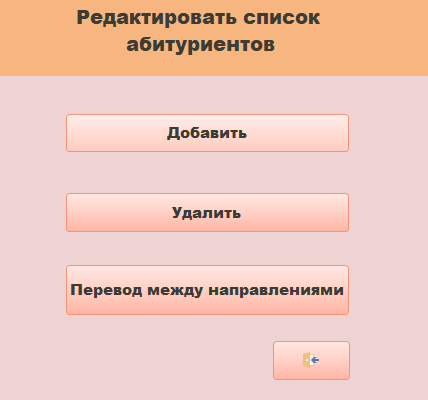 Редактировать список
абитуриентов
Добавить
Удалить
Перевод между направлениями